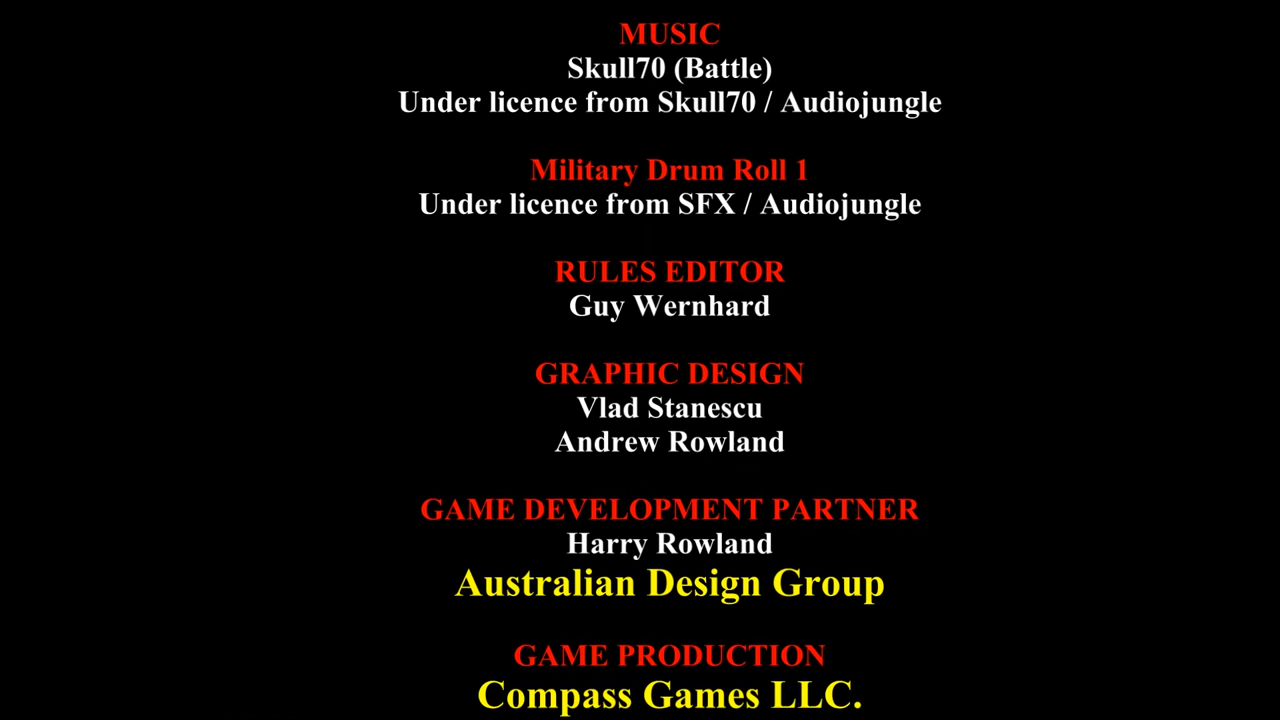 MUSIC
Skull70 (Battle)
Under licence from Skull70 / Audiojungle
Military Drum Roll 1
Under licence from SFX / Audiojungle
RULES EDITOR
Guy Wernhard
GRAPHIC DESIGN
Vlad Stanescu
Andrew Rowland
GAME DEVELOPMENT PARTNER
Harry Rowland
Australian Design Group
GAME PRODUCTION
Compass Games LLC.